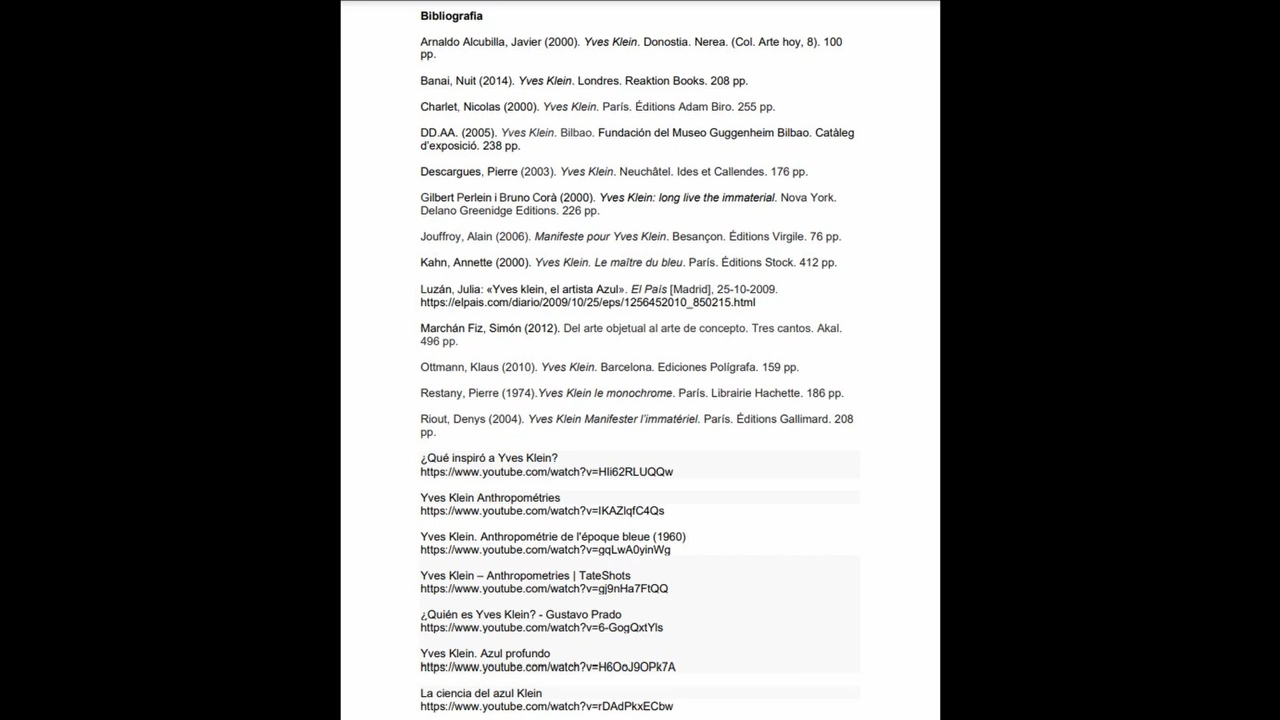 Bibliografia
Arnaldo Alcubilla, Javier (2000). Yves Klein. Donostia. Nerea. (Col. Arte hoy, 8). 100
pp.
Banai, Nuit (2014). Yves Klein. Londres. Reaktion Books. 208 pp.
Charlet, Nicolas (2000). Yves Klein. París. Éditions Adam Biro. 255 pp.
DD.AA. (2005). Yves Klein. Bilbao. Fundación del Museo Guggenheim Bilbao. Catàleg
d'exposició. 238 pp.
Descargues, Pierre (2003). Yves Klein. Neuchâtel. Ides et Callendes. 176 pp.
Gilbert Perlein i Bruno Corà (2000). Yves Klein: long live the immaterial. Nova York.
Delano Greenidge Editions. 226 pp.
Jouffroy, Alain (2006). Manifeste pour Yves Klein. Besançon. Éditions Virgile. 76 pp.
Kahn, Annette (2000). Yves Klein. Le maître du bleu. París. Éditions Stock. 412 pp.
Luzán, Julia: «Yves klein, el artista Azul». El País [Madrid], 25-10-2009.
https://elpais.com/diario/2009/10/25/eps/1256452010_850215.html
Marchán Fiz, Simón (2012). Del arte objetual al arte de concepto. Tres cantos. Akal.
496 pp.
Ottmann, Klaus (2010). Yves Klein. Barcelona. Ediciones Polígrafa. 159 pp.
Restany, Pierre (1974).Yves Klein le monochrome. París. Librairie Hachette. 186 pp.
Riout, Denys (2004). Yves Klein Manifester l'immatériel. París. Éditions Gallimard. 208
pp.
¿Qué inspiró a Yves Klein?
https://www.youtube.com/watch?v=HIi62RLUQQw
Yves Klein Anthropométries
https://www.youtube.com/watch?v=IKAZIqfC4Qs
Yves Klein. Anthropométrie de l'époque bleue (1960)
https://www.youtube.com/watch?v=gqLwA0yinWg
Yves Klein – Anthropometries | TateShots
https://www.youtube.com/watch?v=gj9nHa7FtQQ
¿Quién es Yves Klein? - Gustavo Prado
https://www.youtube.com/watch?v=6-GogQxtYls
Yves Klein. Azul profundo
https://www.youtube.com/watch?v=H6OoJ9OPk7A
La ciencia del azul Klein
https://www.youtube.com/watch?v=rDAdPkxECbw